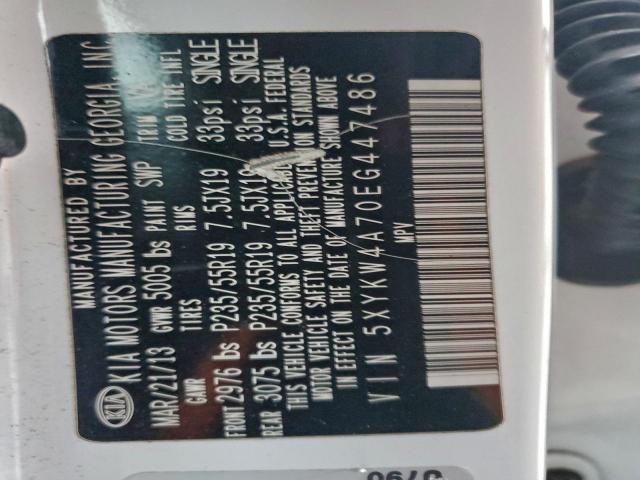 MANUFACTURED BY
KIA KIA MOTORS MANUFACTURING GEORGIA, INC
MAR/21/13 GVWR 5005 lbs PAINT SWP TRIM
GAWR TIRES RIMS COLD TIRE INFL
FRONT 2976 lbs P235/55R19 7.5JX19 33psi SINGLE
REAR 3075 lbs P235/55R19 7.5JX19 33psi SINGLE
THIS VEHICLE CONFORMS TO ALL APPLICABLE U.S.A. FEDERAL
MOTOR VEHICLE SAFETY AND THEFT PREVENTION STANDARDS
IN EFFECT ON THE DATE OF MANUFACTURE SHOWN ABOVE
VIN 5XYKW4A70EG447486
MPV